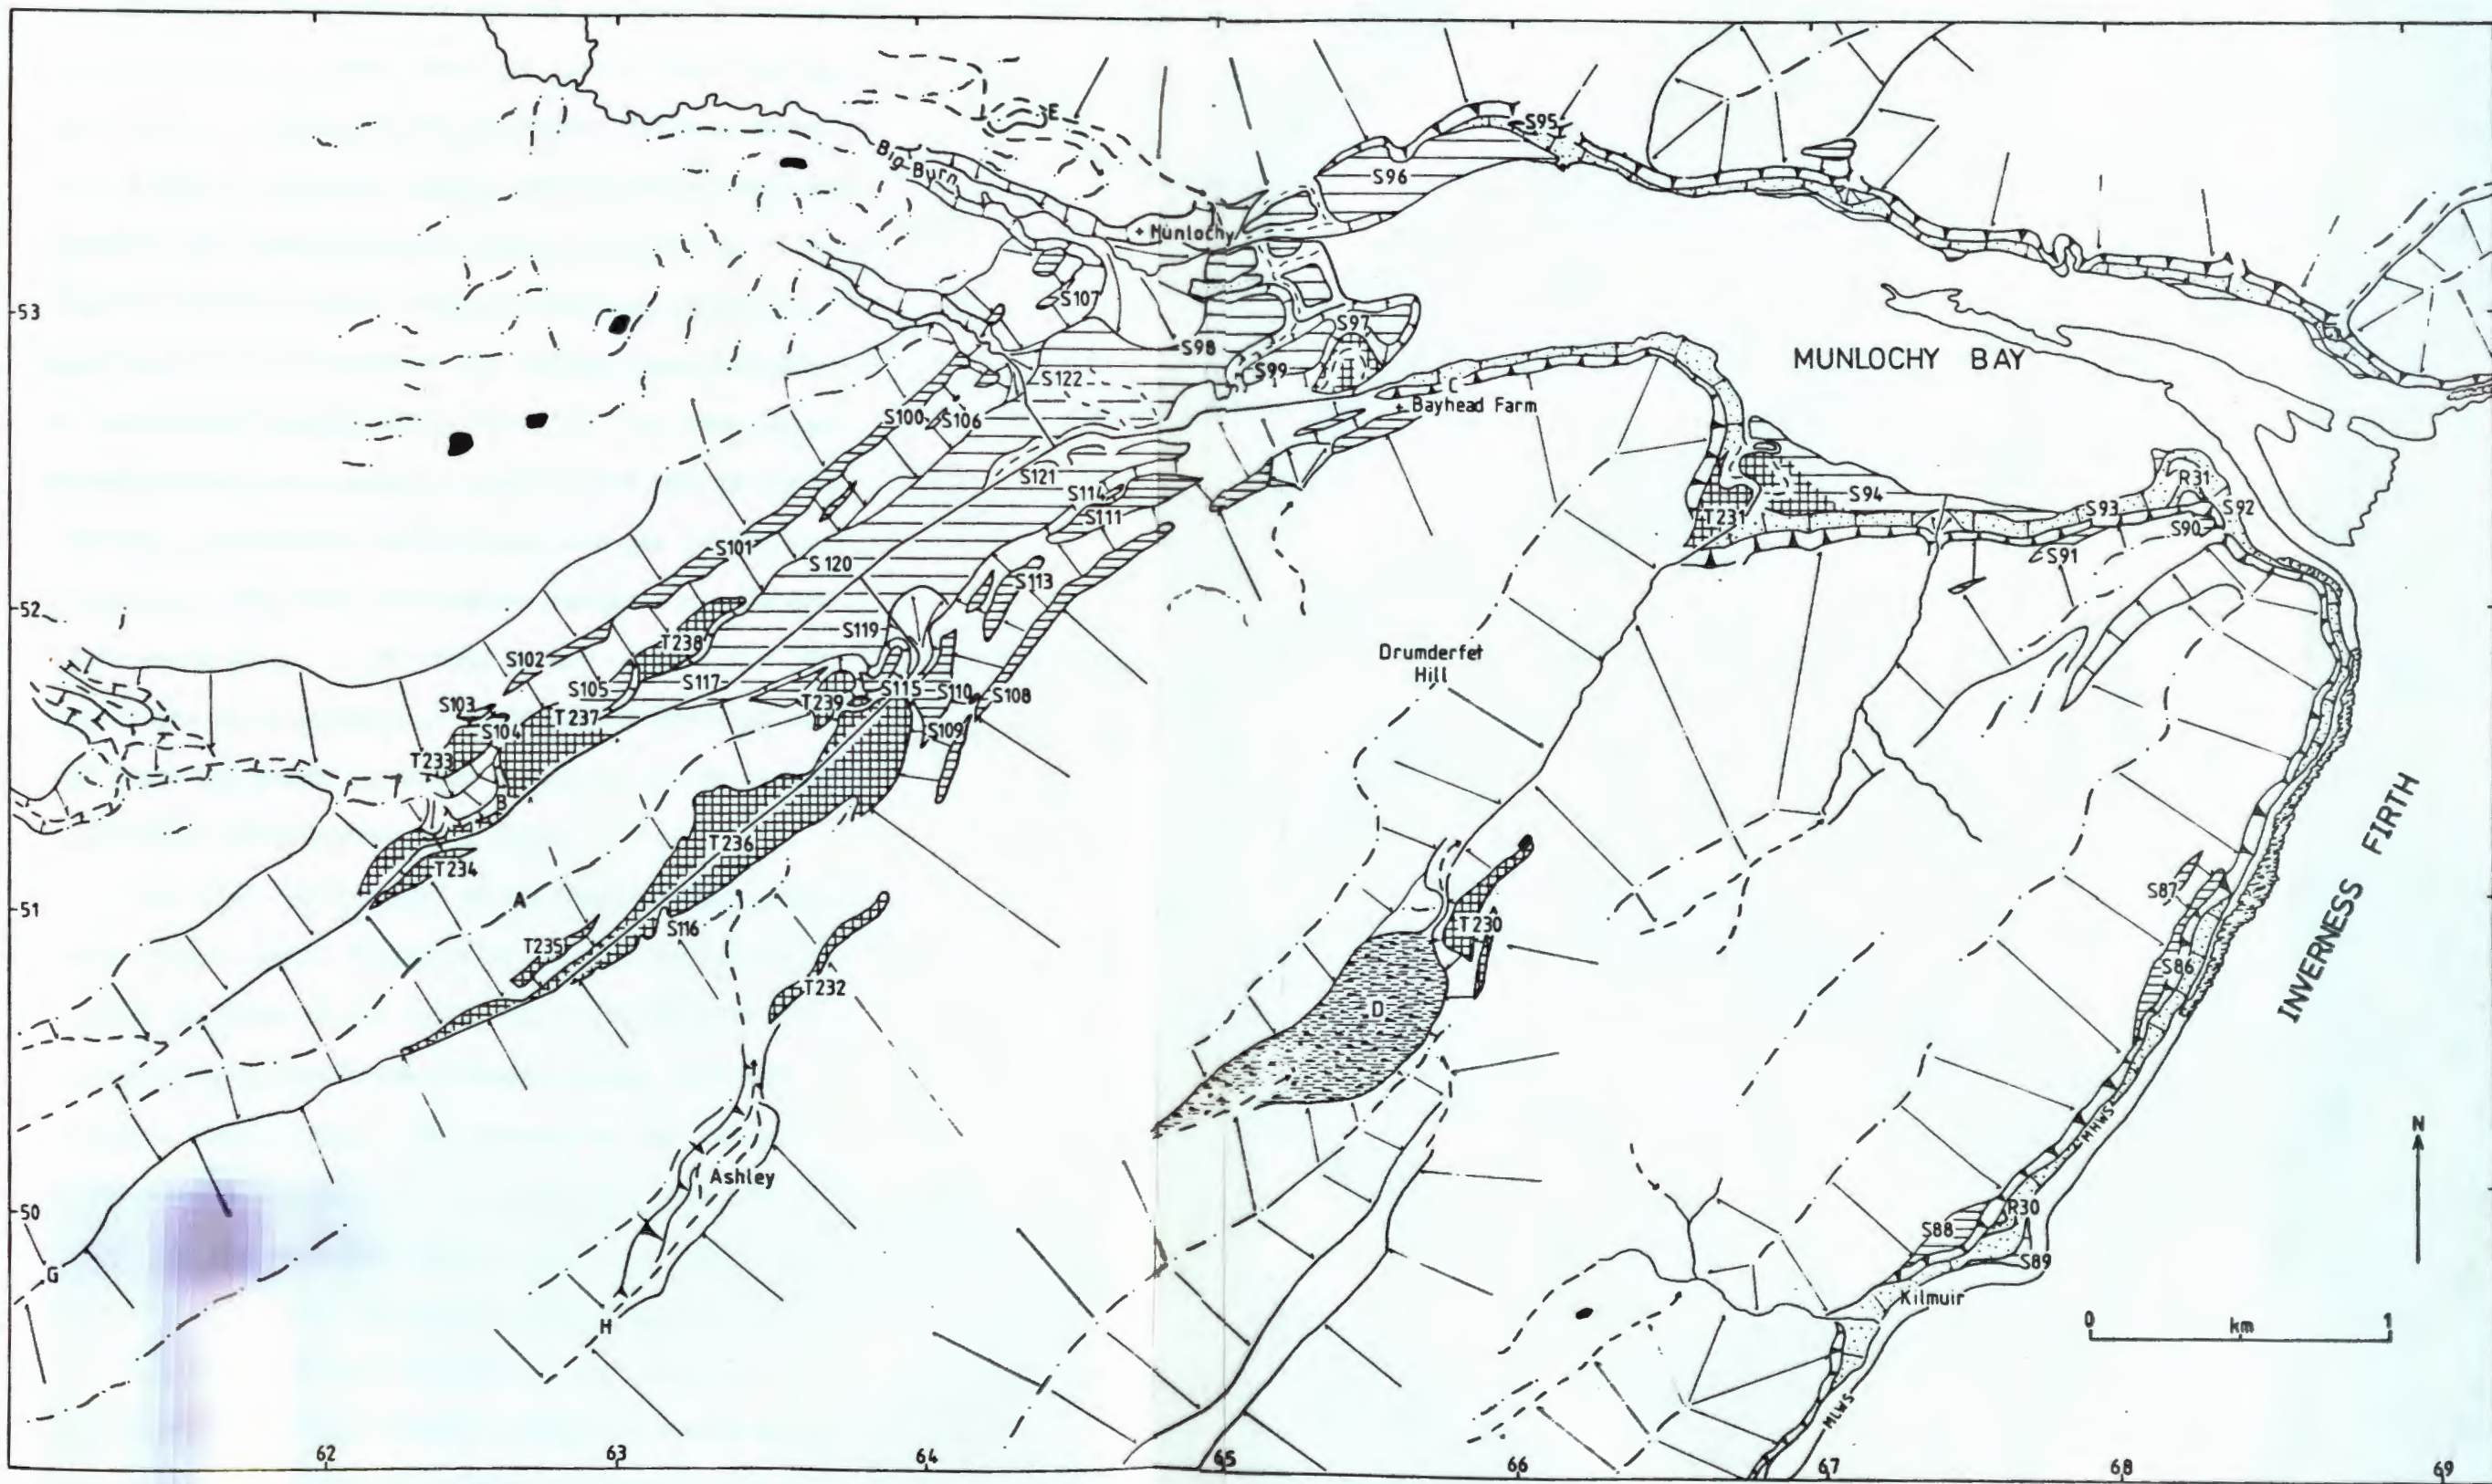 E
S95
Big Burn
S96
+ Munlochy
A
53
S107
S97
S98
MUNLOCHY BAY
S99
S122
C
S100
S106
+ Bayhead Farm
S121
R31
S114
S94
S111
S93
S92
T231
S101
S90
S120
S91
S113
52
S119
T238
Drumderfet
Hill
S102
S105
S117
S115
S110
S108
T239
S103
T237
S104
S109
T233
B
T236
T234
INVERNESS FIRTH
S87
51
A
T230
S116
T235
S86
T232
D
MHWS
N
Ashley
50
R30
S88
S89
G
Kilmuir
H
0 km 1
MLWS
62 63 64 65 66 67 68 69